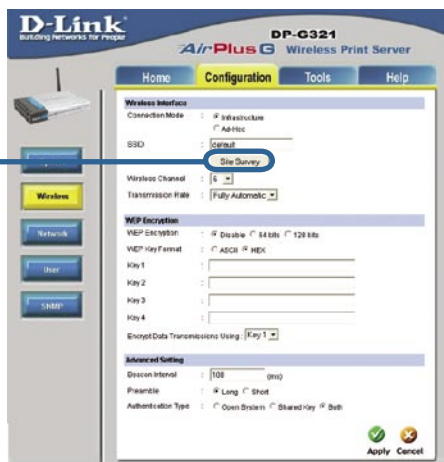 D-Link
Building Networks for People
DP-G321
AirPlus G Wireless Print Server
Home Configuration Tools Help
Wireless Interface
Connection Mode : Infrastructure
Ad-Hoc
SSID : default
Site Survey
Wireless Channel : 6
Wireless
Transmission Rate : Fully Automatic
WEP Encryption
Network
WEP Encryption : Disable 64 bits 128 bits
WEP Key Format : ASCII HEX
User
Key 1 :
Key 2 :
SNMP
Key 3 :
Key 4 :
Encrypt Data Transmissions Using : Key 1
Advanced Setting
Beacon Interval : 100 (ms)
Preamble : Long Short
Authentication Type : Open System Shared Key Both
Apply Cancel